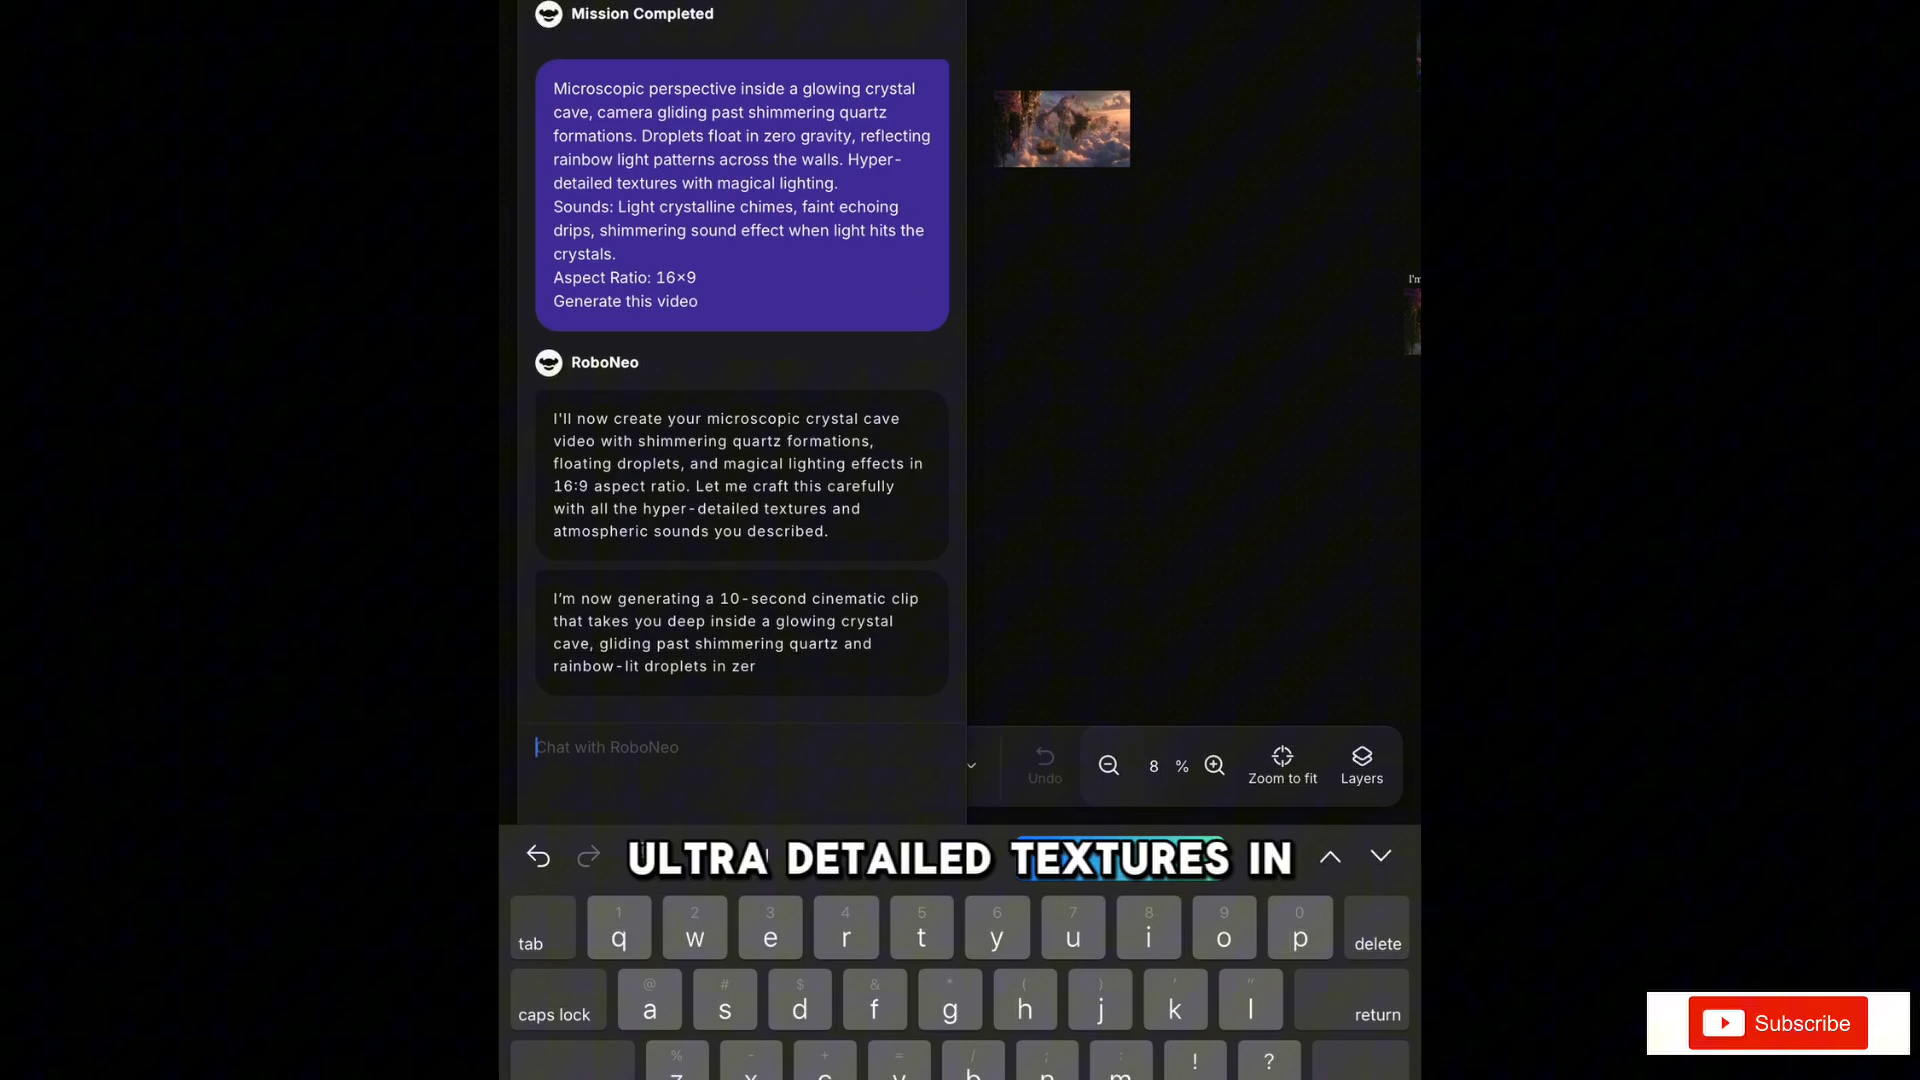 Mission Completed
Microscopic perspective inside a glowing crystal
cave, camera gliding past shimmering quartz
formations. Droplets float in zero gravity, reflecting
rainbow light patterns across the walls. Hyper-
detailed textures with magical lighting.
Sounds: Light crystalline chimes, faint echoing
drips, shimmering sound effect when light hits the
crystals.
Aspect Ratio: 16×9
Generate this video
RoboNeo
I'll now create your microscopic crystal cave
video with shimmering quartz formations,
floating droplets, and magical lighting effects in
16:9 aspect ratio. Let me craft this carefully
with all the hyper-detailed textures and
atmospheric sounds you described.
I'm now generating a 10-second cinematic clip
that takes you deep inside a glowing crystal
cave, gliding past shimmering quartz and
rainbow-lit droplets in zer
I'm
Chat with RoboNeo
Undo
8 %
Zoom to fit
Layers
ULTRA DETAILED TEXTURES IN
1 2 3 4 5 6 7 8 9 0
tab q w e r t y u i o p delete
@ # $ & * ( ) ' "
caps lock a s d f g h j k l return
% - + = / ; : ! ?
z x c v b n m
Subscribe